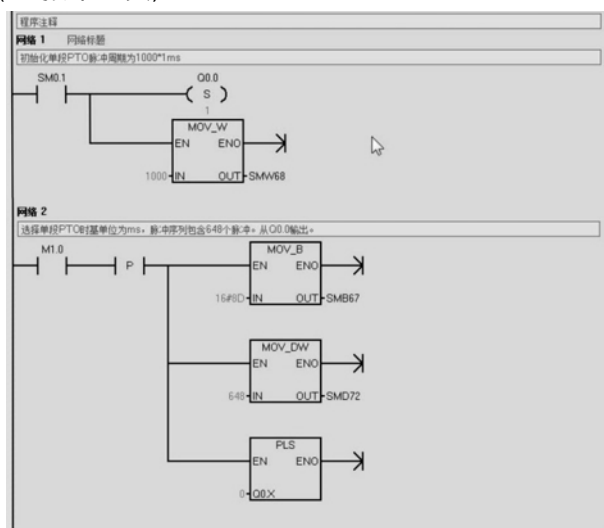 程序注释
网络 1 网络标题
初始化单段PTO脉冲周期为1000*1ms
SM0.1 Q0.0
S
1
MOV_W
EN ENO
1000 IN OUT SMW68
网络 2
选择单段PTO时基单位为ms，脉冲序列包含648个脉冲。从Q0.0输出。
M1.0 P MOV_B
EN ENO
16#8D IN OUT SMB67
MOV_DW
EN ENO
648 IN OUT SMD72
PLS
EN ENO
0 Q0.X